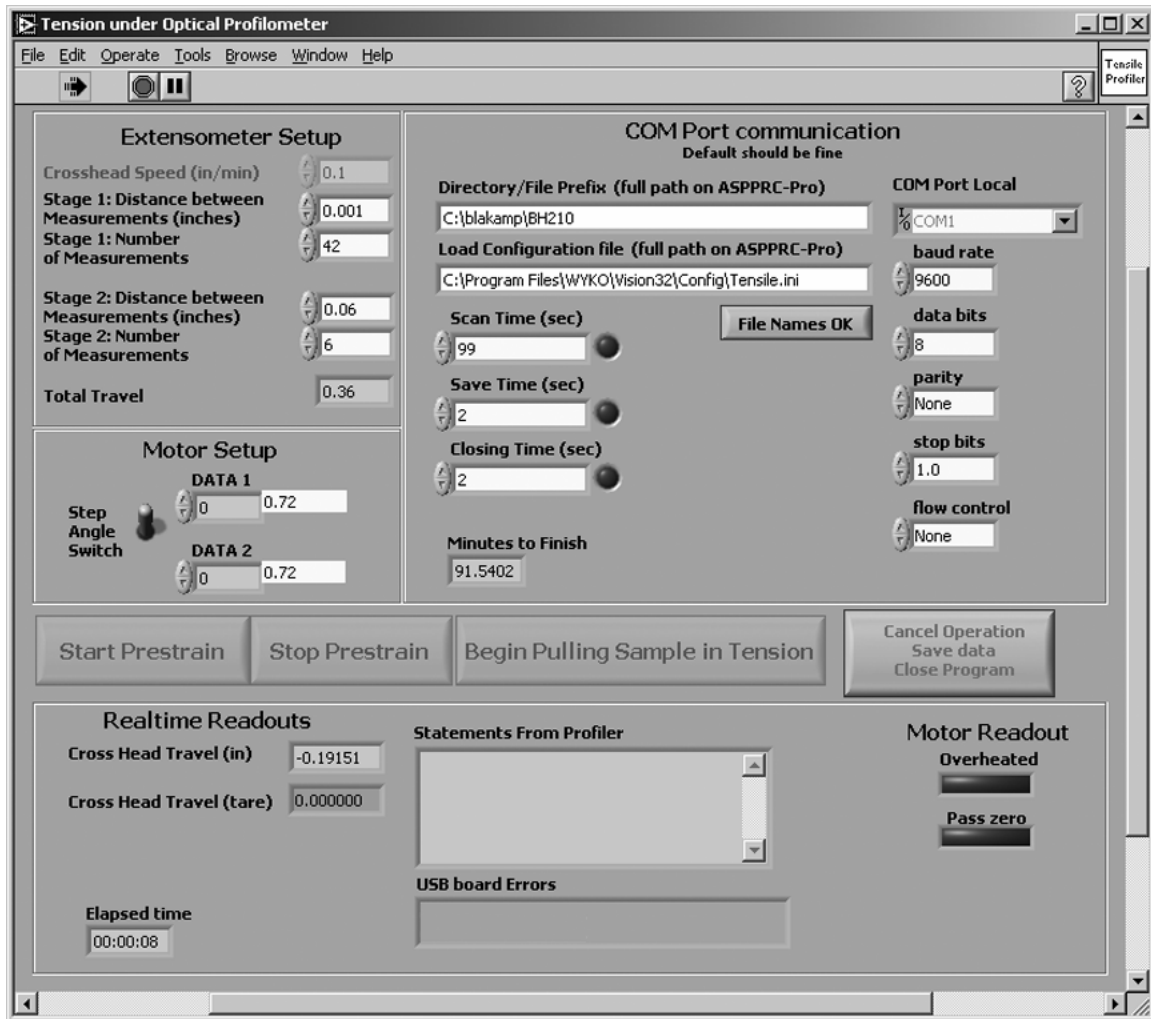 Tension under Optical Profilometer
File Edit Operate Tools Browse Window Help
Tensile
Profiler
Extensometer Setup
Crosshead Speed (in/min)
0.1
Stage 1: Distance between
Measurements (inches)
0.001
Stage 1: Number
of Measurements
42
Stage 2: Distance between
Measurements (inches)
0.06
Stage 2: Number
of Measurements
6
Total Travel
0.36
Motor Setup
Step
Angle
Switch
DATA 1
0
0.72
DATA 2
0
0.72
COM Port communication
Default should be fine
Directory/File Prefix (full path on ASPPRC-Pro)
C:\blakamp\BH210
Load Configuration file (full path on ASPPRC-Pro)
C:\Program Files\WYKO\Vision32\Config\Tensile.ini
Scan Time (sec)
99
File Names OK
Save Time (sec)
2
Closing Time (sec)
2
Minutes to Finish
91.5402
COM Port Local
I/O COM1
baud rate
9600
data bits
8
parity
None
stop bits
1.0
flow control
None
Start Prestrain
Stop Prestrain
Begin Pulling Sample in Tension
Cancel Operation
Save data
Close Program
Realtime Readouts
Cross Head Travel (in)
-0.19151
Cross Head Travel (tare)
0.000000
Elapsed time
00:00:08
Statements From Profiler
USB board Errors
Motor Readout
Overheated
Pass zero